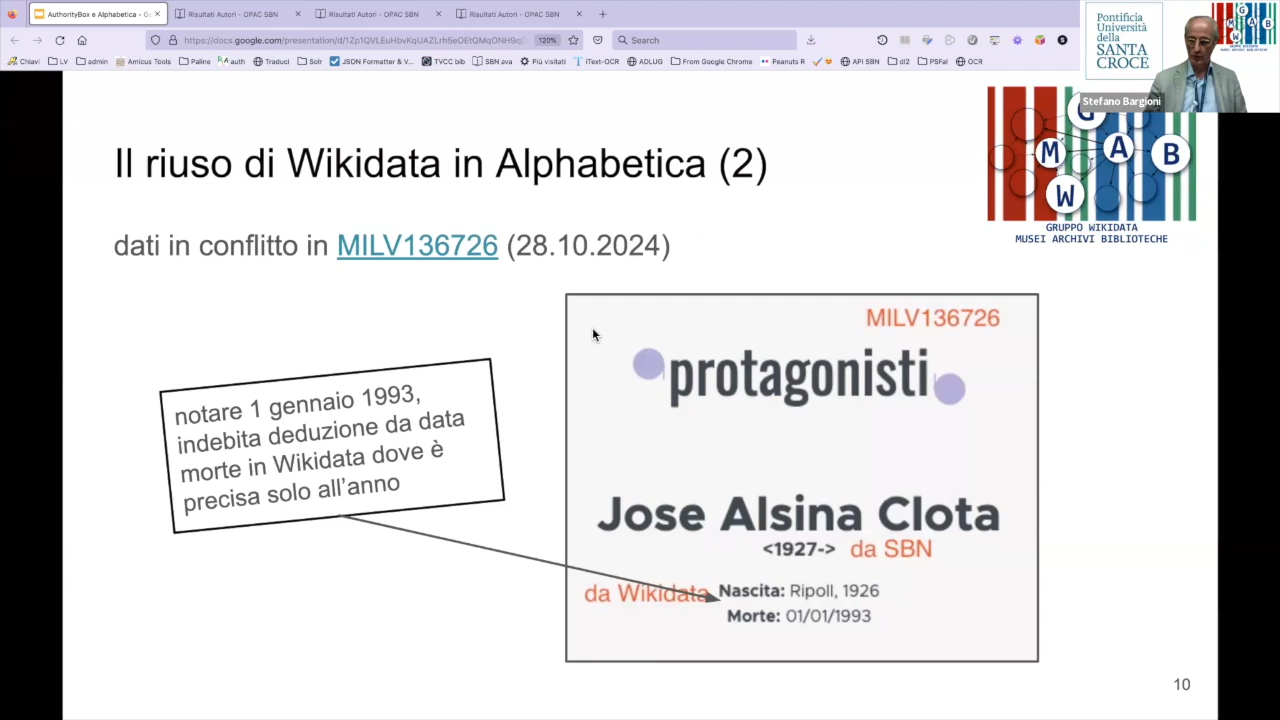 AuthorityBox e Alphabetica - G
Risultati Autori - OPAC SBN
Risultati Autori - OPAC SBN
Risultati Autori - OPAC SBN
120%
Search
Chiavi
LV
admin
Amicus Tools
Paline
auth
Traduci
Solr
JSON Formatter & V...
TVCC bib
SBN ava
Più visitati
iText-OCR
ADLUG
From Google Chrome
Peanuts F
API SBN
dl2
PSFal
OCR
Pontificia
Università
della
SANTA
CROCE
Stefano Bargioni
G
M
A
B
W
GRUPPO WIKIDATA
MUSEI ARCHIVI BIBLIOTECHE
Il riuso di Wikidata in Alphabetica (2)
dati in conflitto in MILV136726 (28.10.2024)
notare 1 gennaio 1993,
indebita deduzione da data
morte in Wikidata dove è
precisa solo all’anno
MILV136726
protagonisti
Jose Alsina Clota
<1927-> da SBN
da Wikidata Nascita: Ripoll, 1926
Morte: 01/01/1993
10